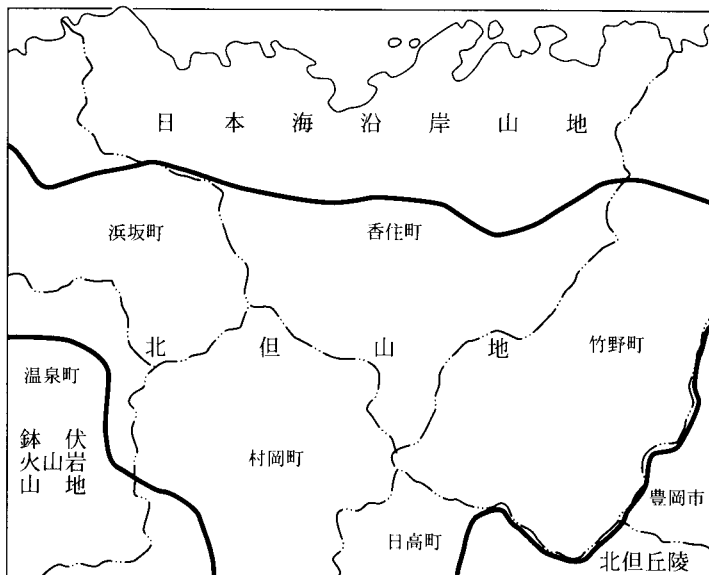 日本海沿岸山地
浜坂町
香住町
北但山地
竹野町
温泉町
鉢伏
火山岩
山地
村岡町
豊岡市
日高町
北但丘陵